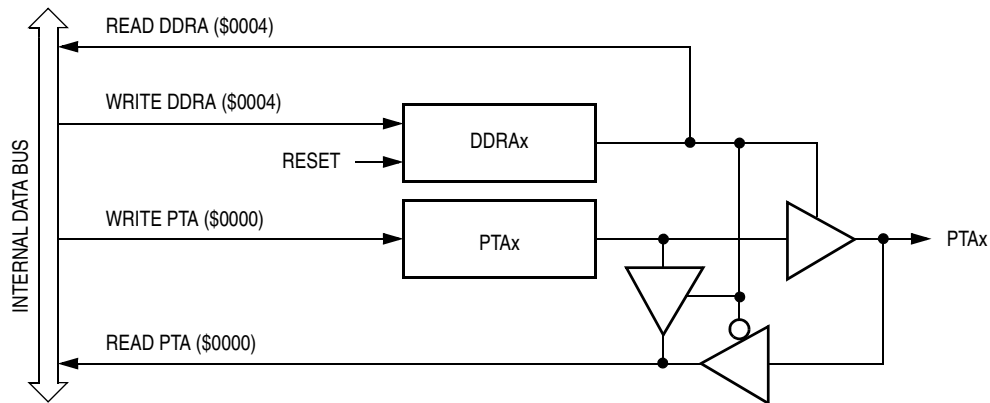 READ DDRA ($0004)
WRITE DDRA ($0004)
DDRAx
RESET
INTERNAL DATA BUS
WRITE PTA ($0000)
PTAx
PTAx
READ PTA ($0000)